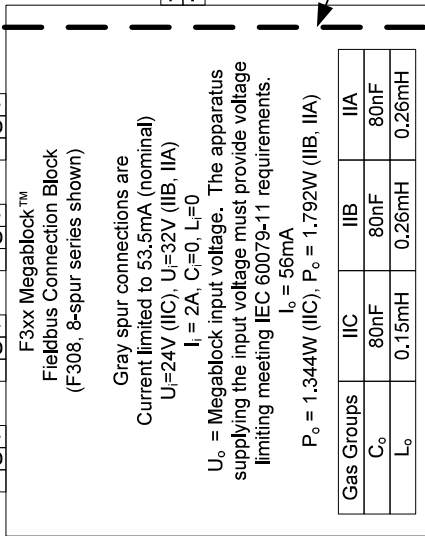 F3xx Megablock™
Fieldbus Connection Block
(F308, 8-spur series shown)
Gray spur connections are
Current limited to 53.5mA (nominal)
Ui=24V (IIC), Ui=32V (IIB, IIA)
Ii = 2A, Ci=0, Li=0
Uo = Megablock input voltage. The apparatus
supplying the input voltage must provide voltage
limiting meeting IEC 60079-11 requirements.
Io = 56mA
Po = 1.344W (IIC), Po = 1.792W (IIB, IIA)
Gas Groups IIC IIB IIA
Co 80nF 80nF 80nF
Lo 0.15mH 0.26mH 0.26mH